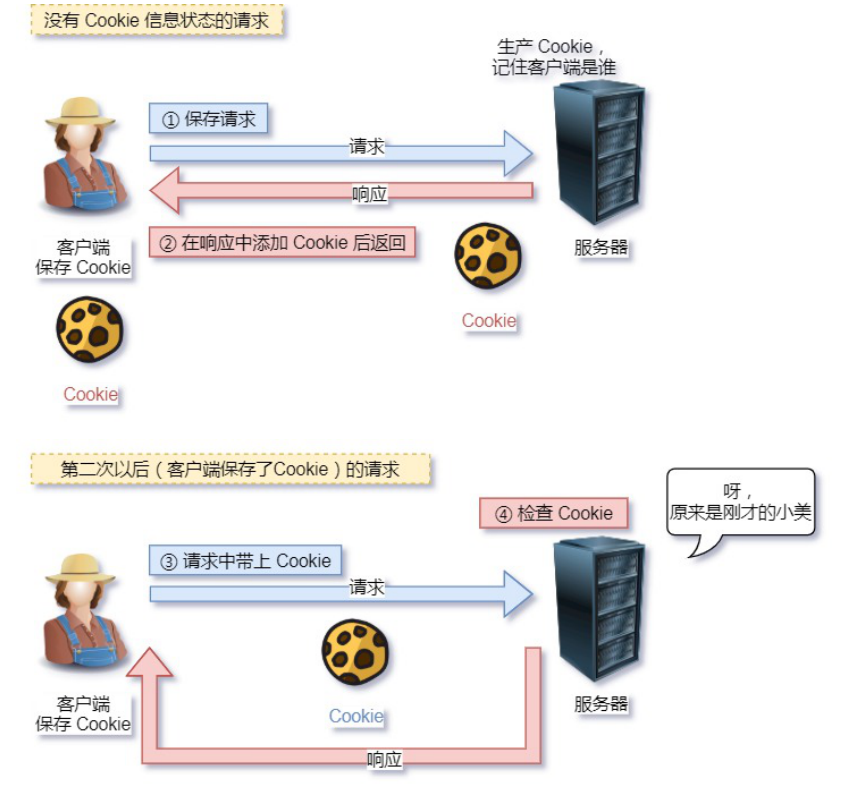 没有 Cookie 信息状态的请求
生产 Cookie，
记住客户端是谁
① 保存请求
请求
响应
② 在响应中添加 Cookie 后返回
客户端
保存 Cookie
服务器
Cookie
Cookie
第二次以后（客户端保存了Cookie）的请求
④ 检查 Cookie
呀，
原来是刚才的小美
③ 请求中带上 Cookie
请求
Cookie
客户端
保存 Cookie
服务器
响应